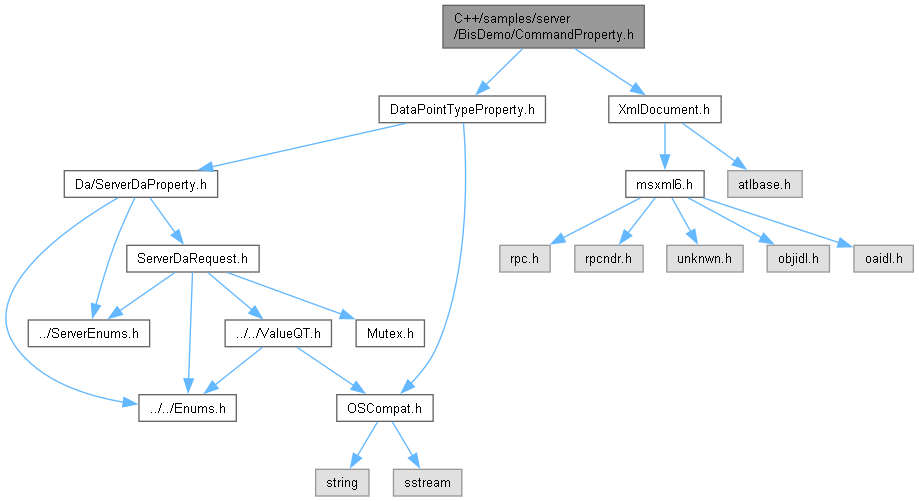 C++/samples/server
/BisDemo/CommandProperty.h
DataPointTypeProperty.h
XmlDocument.h
Da/ServerDaProperty.h
msxml6.h
atlbase.h
ServerDaRequest.h
rpc.h
rpcndr.h
unknwn.h
objidl.h
oaidl.h
../ServerEnums.h
../../ValueQT.h
Mutex.h
../../Enums.h
OSCompat.h
string
sstream